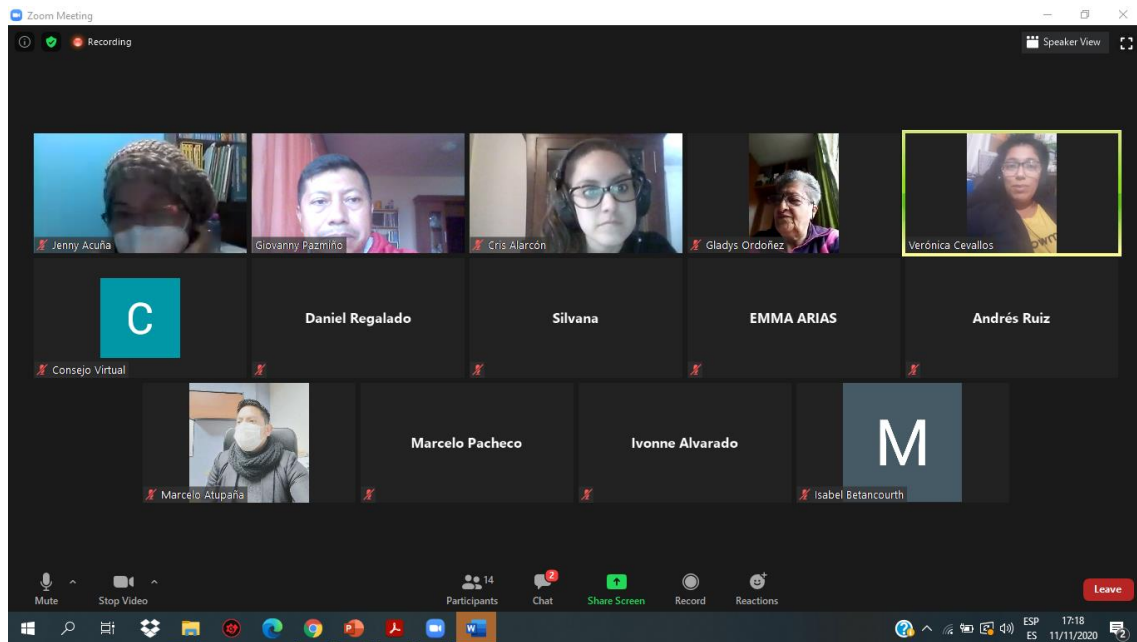 Zoom Meeting
Recording
Speaker View
Jenny Acuña
Giovanny Pazmiño
Cris Alarcón
Gladys Ordoñez
Verónica Cevallos
C
Consejo Virtual
Daniel Regalado
Silvana
EMMA ARIAS
Andrés Ruiz
Marcelo Atupaña
Marcelo Pacheco
Ivonne Alvarado
M
Isabel Betancourth
Mute
Stop Video
14
Participants
2
Chat
Share Screen
Record
Reactions
Leave
ESP
ES
17:18
11/11/2020
2